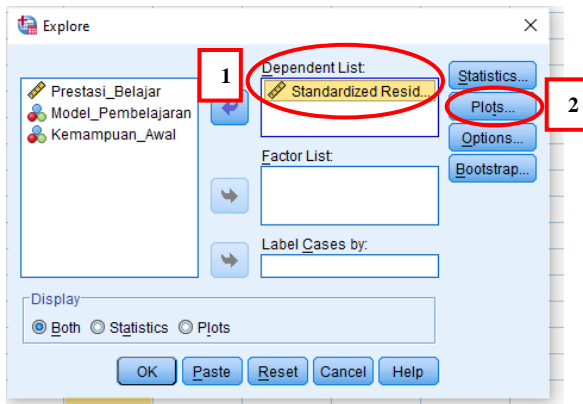 Explore
1
Dependent List:
Statistics...
Prestasi_Belajar
Standardized Resid...
Model_Pembelajaran
Plots...
2
Kemampuan_Awal
Options...
Factor List:
Bootstrap...
Label Cases by:
Display
Both Statistics Plots
OK Paste Reset Cancel Help